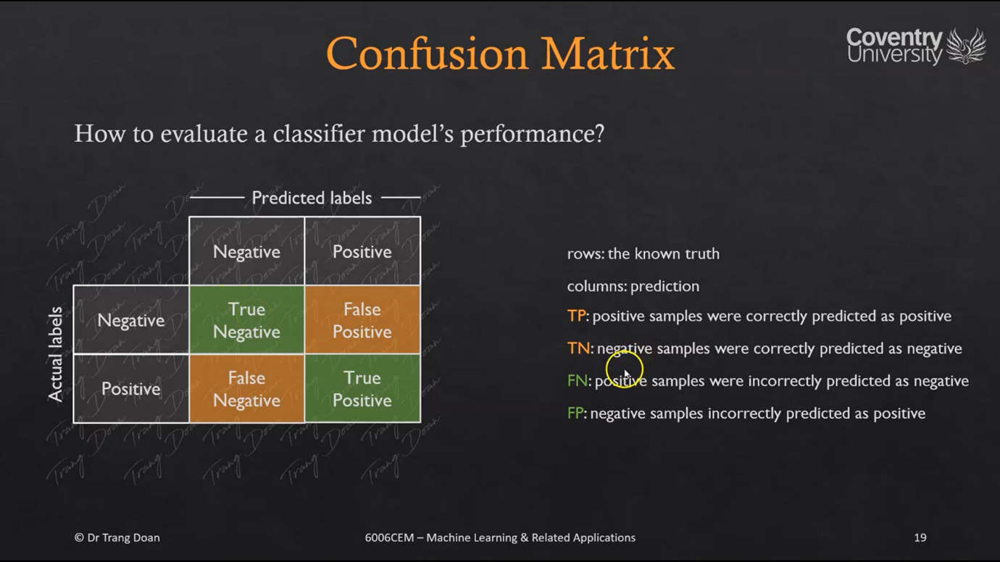 Confusion Matrix
Coventry
University
How to evaluate a classifier model's performance?
Predicted labels
Negative
Positive
Actual labels
Negative
True
Negative
False
Positive
Positive
False
Negative
True
Positive
rows: the known truth
columns: prediction
TP: positive samples were correctly predicted as positive
TN: negative samples were correctly predicted as negative
FN: positive samples were incorrectly predicted as negative
FP: negative samples incorrectly predicted as positive
Trang Doan
© Dr Trang Doan
6006CEM – Machine Learning & Related Applications
19